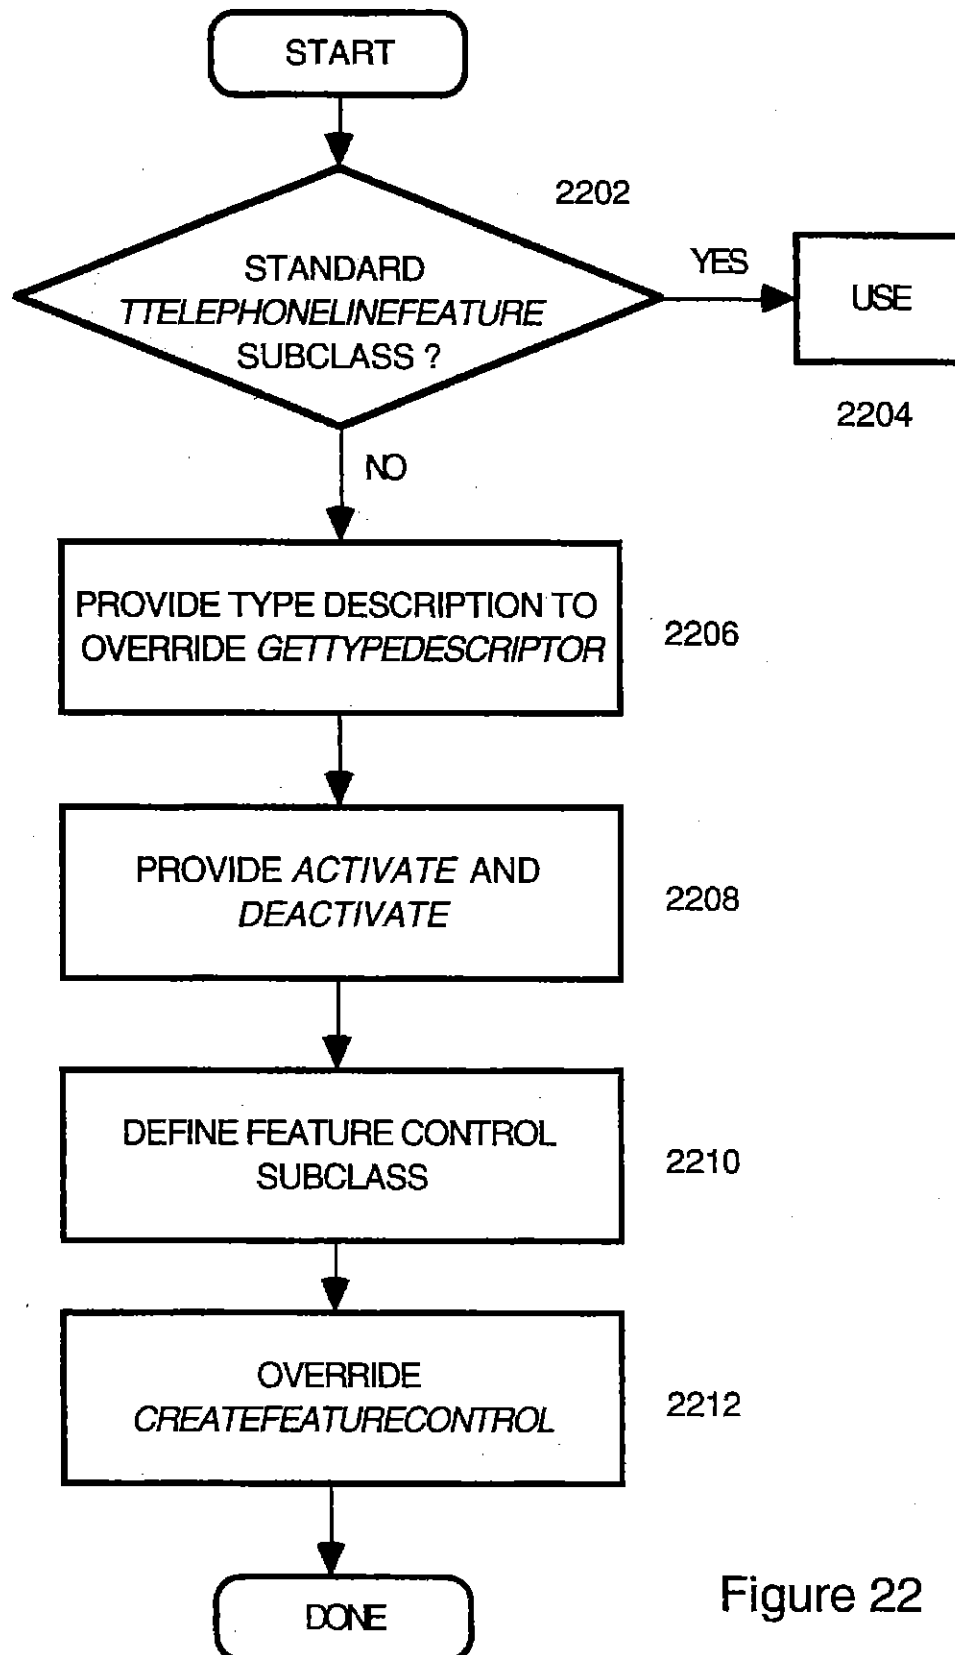 START
2202
STANDARD
TTELEPHONELINEFEATURE
SUBCLASS ?
YES
USE
2204
NO
PROVIDE TYPE DESCRIPTION TO
OVERRIDE GETTYPEDESCRIPTOR
2206
PROVIDE ACTIVATE AND
DEACTIVATE
2208
DEFINE FEATURE CONTROL
SUBCLASS
2210
OVERRIDE
CREATEFEATURECONTROL
2212
DONE
Figure 22